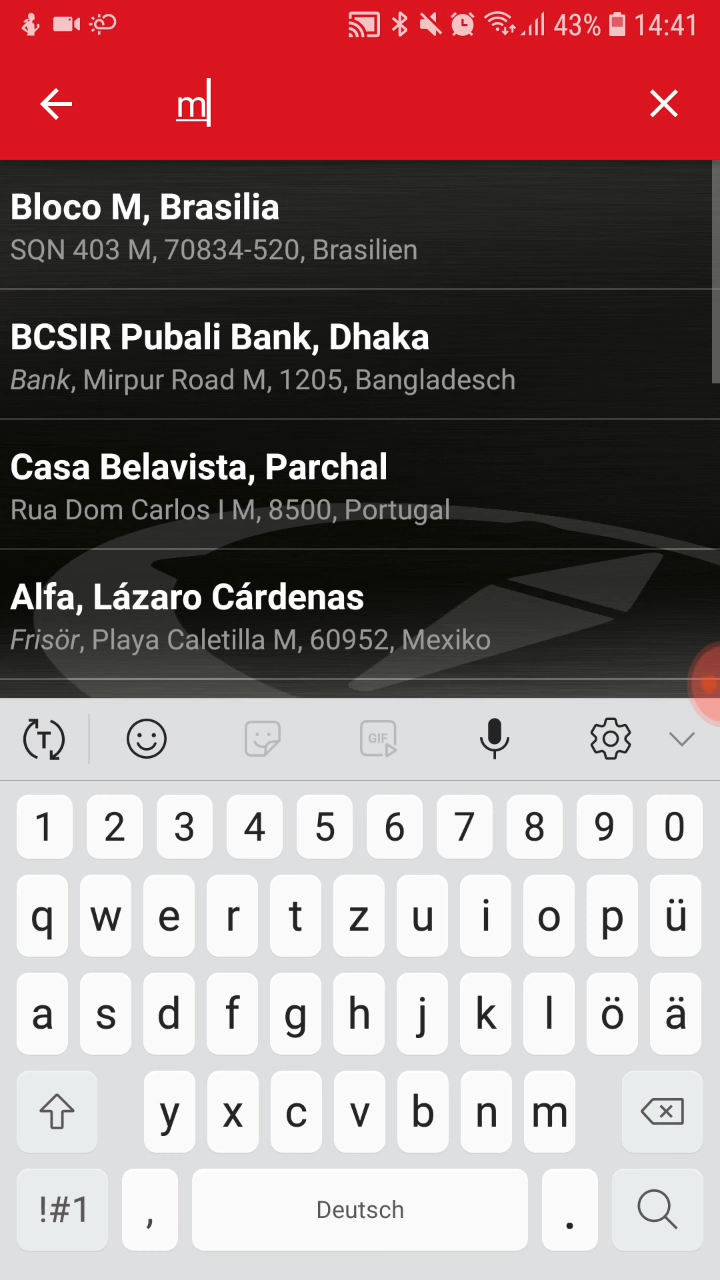 43% 14:41
m
Bloco M, Brasilia
SQN 403 M, 70834-520, Brasilien
BCSIR Pubali Bank, Dhaka
Bank, Mirpur Road M, 1205, Bangladesch
Casa Belavista, Parchal
Rua Dom Carlos I M, 8500, Portugal
Alfa, Lázaro Cárdenas
Frisör, Playa Caletilla M, 60952, Mexiko
T GIF
1 2 3 4 5 6 7 8 9 0
q w e r t z u i o p ü
a s d f g h j k l ö ä
y x c v b n m
!#1 , Deutsch .